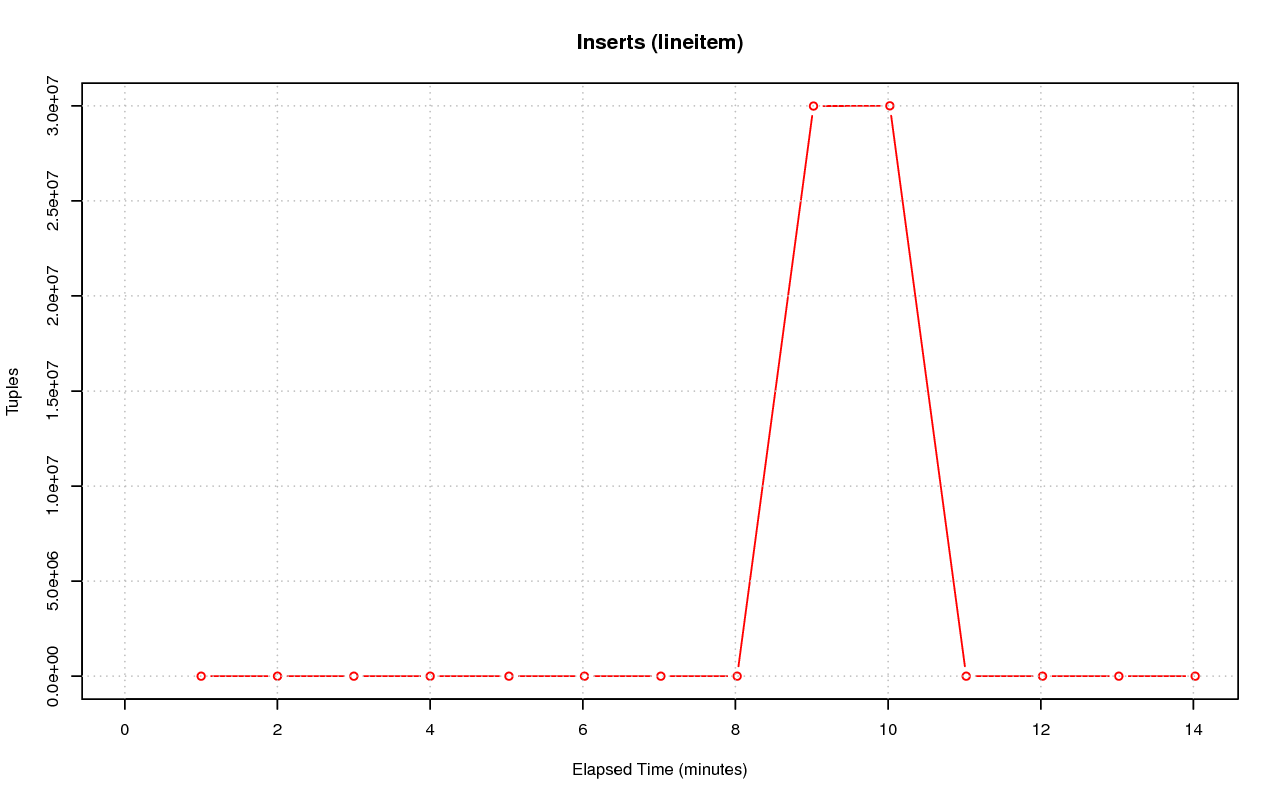 Inserts (lineitem)
Tuples
3.0e+07
2.5e+07
2.0e+07
1.5e+07
1.0e+07
5.0e+06
0.0e+00
0 2 4 6 8 10 12 14
Elapsed Time (minutes)